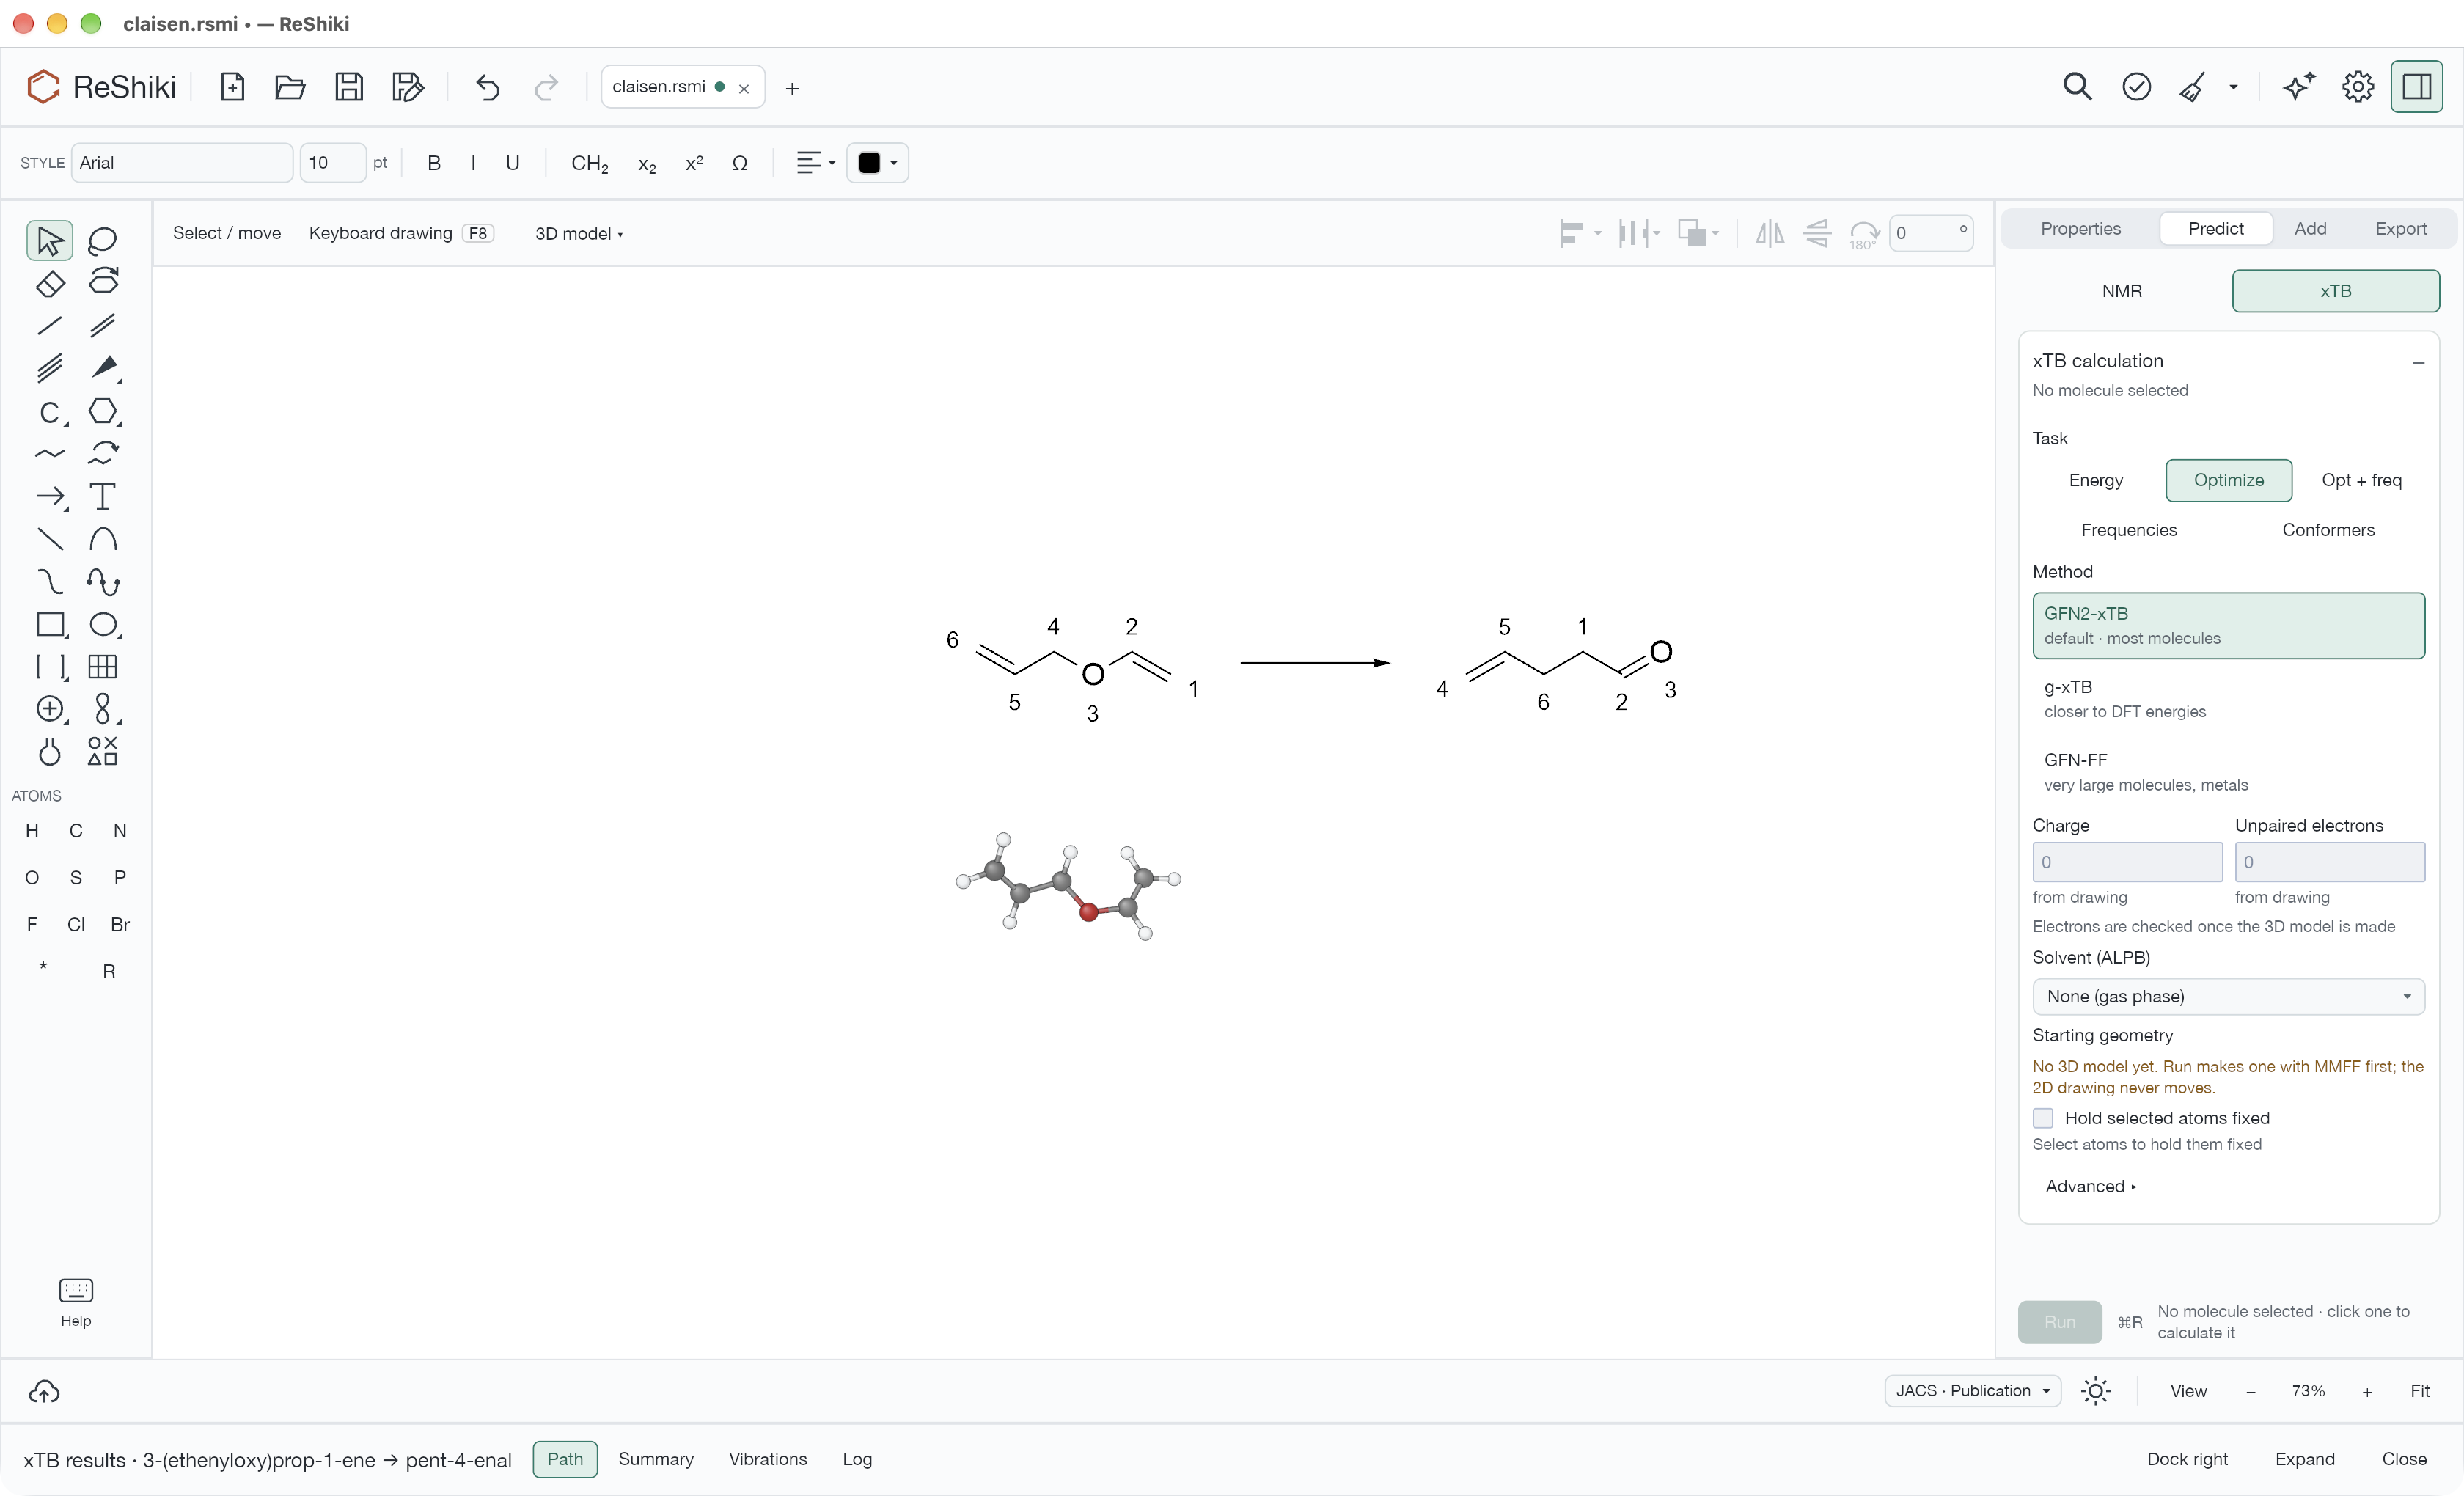 claisen.rsmi • — ReShiki
ReShiki
claisen.rsmi
STYLE Arial 10 pt B I U CH₂ x₂ x² Ω
Select / move Keyboard drawing F8 3D model
180° 0 °
Properties Predict Add Export
NMR xTB
xTB calculation
No molecule selected
Task
Energy Optimize Opt + freq
Frequencies Conformers
Method
GFN2-xTB
default · most molecules
g-xTB
closer to DFT energies
GFN-FF
very large molecules, metals
Charge Unpaired electrons
0 0
from drawing from drawing
Electrons are checked once the 3D model is made
Solvent (ALPB)
None (gas phase)
Starting geometry
No 3D model yet. Run makes one with MMFF first; the
2D drawing never moves.
Hold selected atoms fixed
Select atoms to hold them fixed
Advanced
Run ⌘R No molecule selected · click one to
calculate it
C
T
ATOMS
H C N
O S P
F Cl Br
* R
Help
6 4 2
O
5 3 1
5 1
O
4 6 2 3
JACS · Publication View – 73% + Fit
xTB results · 3-(ethenyloxy)prop-1-ene → pent-4-enal Path Summary Vibrations Log Dock right Expand Close